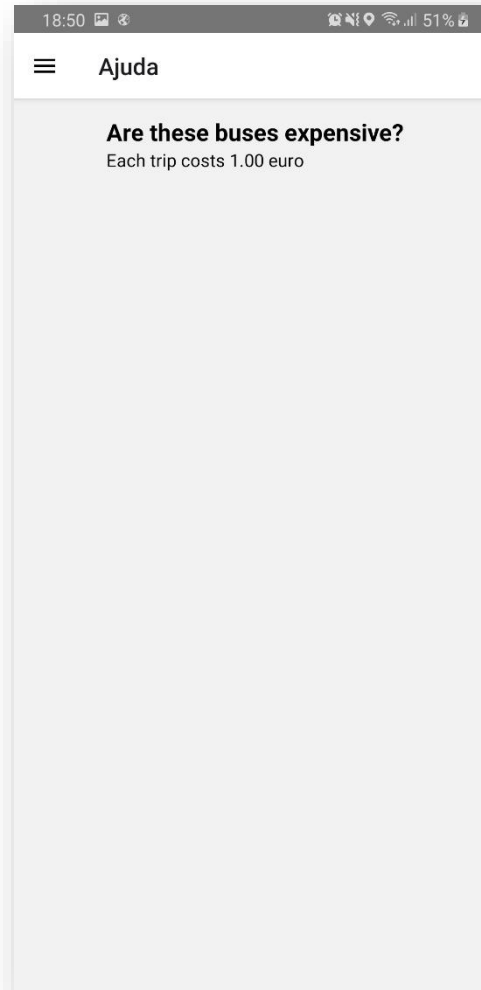 18:50 51%
Ajuda
Are these buses expensive?
Each trip costs 1.00 euro